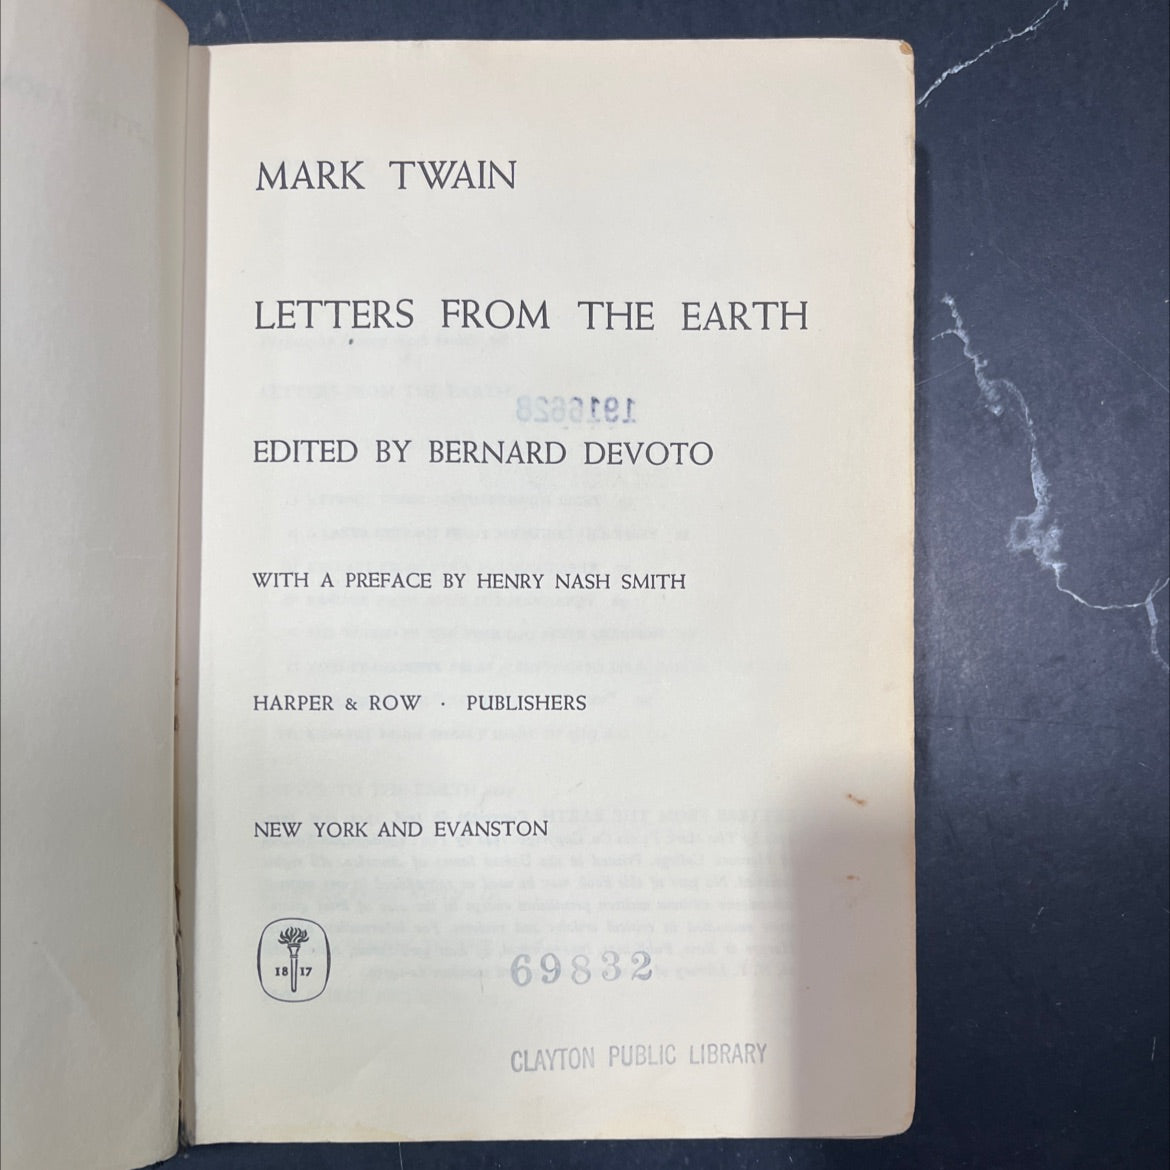 MARK TWAIN
LETTERS FROM THE EARTH
1916628
EDITED BY BERNARD DEVOTO
WITH A PREFACE BY HENRY NASH SMITH
HARPER & ROW · PUBLISHERS
NEW YORK AND EVANSTON
18 17
69832
CLAYTON PUBLIC LIBRARY